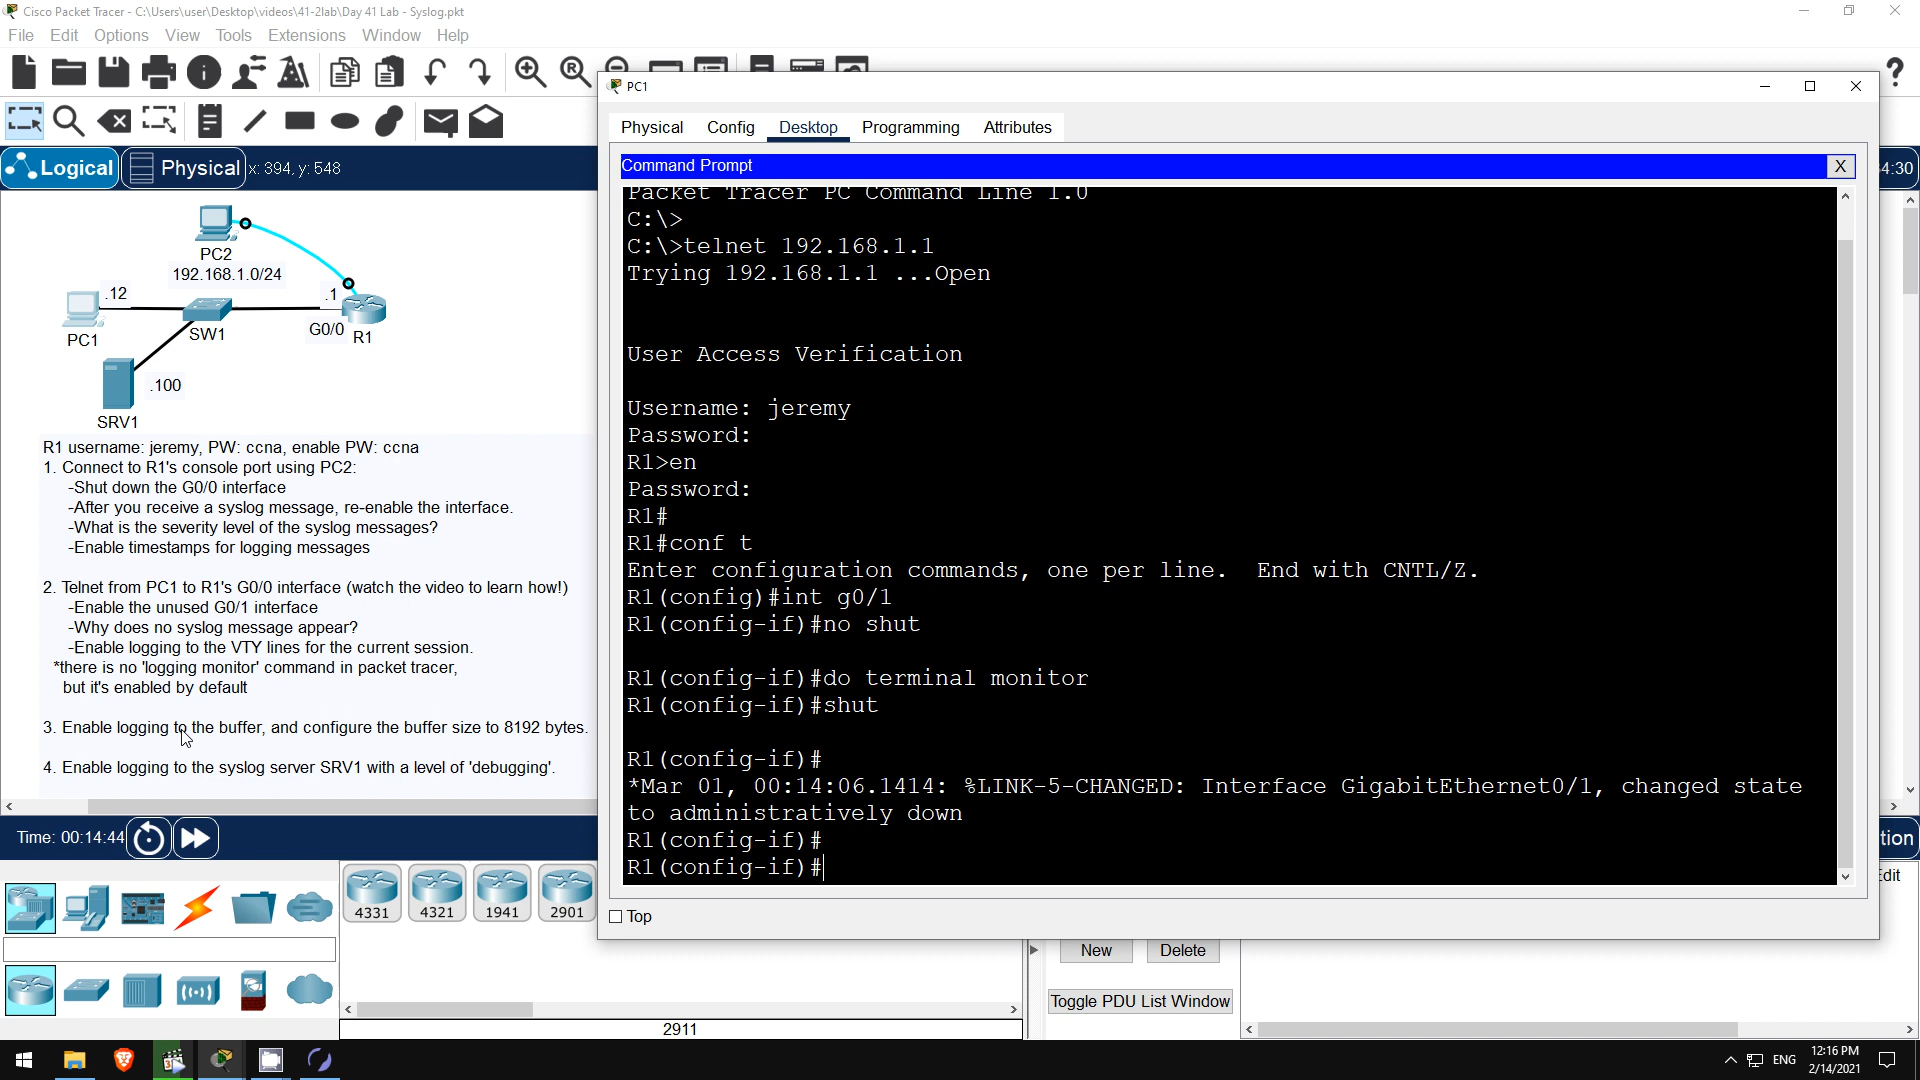 Cisco Packet Tracer - C:\Users\user\Desktop\videos\41-2lab\Day 41 Lab - Syslog.pkt
File Edit Options View Tools Extensions Window Help
Logical Physical x: 394, y: 548
4:30
PC2
192.168.1.0/24
.12
.1
PC1
SW1
G0/0
R1
.100
SRV1
R1 username: jeremy, PW: ccna, enable PW: ccna
1. Connect to R1's console port using PC2:
-Shut down the G0/0 interface
-After you receive a syslog message, re-enable the interface.
-What is the severity level of the syslog messages?
-Enable timestamps for logging messages
2. Telnet from PC1 to R1's G0/0 interface (watch the video to learn how!)
-Enable the unused G0/1 interface
-Why does no syslog message appear?
-Enable logging to the VTY lines for the current session.
*there is no 'logging monitor' command in packet tracer,
but it's enabled by default
3. Enable logging to the buffer, and configure the buffer size to 8192 bytes.
4. Enable logging to the syslog server SRV1 with a level of 'debugging'.
PC1
Physical Config Desktop Programming Attributes
Command Prompt
X
Packet Tracer PC Command Line 1.0
C:\>
C:\>telnet 192.168.1.1
Trying 192.168.1.1 ...Open
User Access Verification
Username: jeremy
Password:
R1>en
Password:
R1#
R1#conf t
Enter configuration commands, one per line.  End with CNTL/Z.
R1(config)#int g0/1
R1(config-if)#no shut
R1(config-if)#do terminal monitor
R1(config-if)#shut
R1(config-if)#
*Mar 01, 00:14:06.1414: %LINK-5-CHANGED: Interface GigabitEthernet0/1, changed state
to administratively down
R1(config-if)#
R1(config-if)#
Top
Time: 00:14:44
tion
4331 4321 1941 2901
Edit
New Delete
Toggle PDU List Window
2911
ENG
12:16 PM
2/14/2021